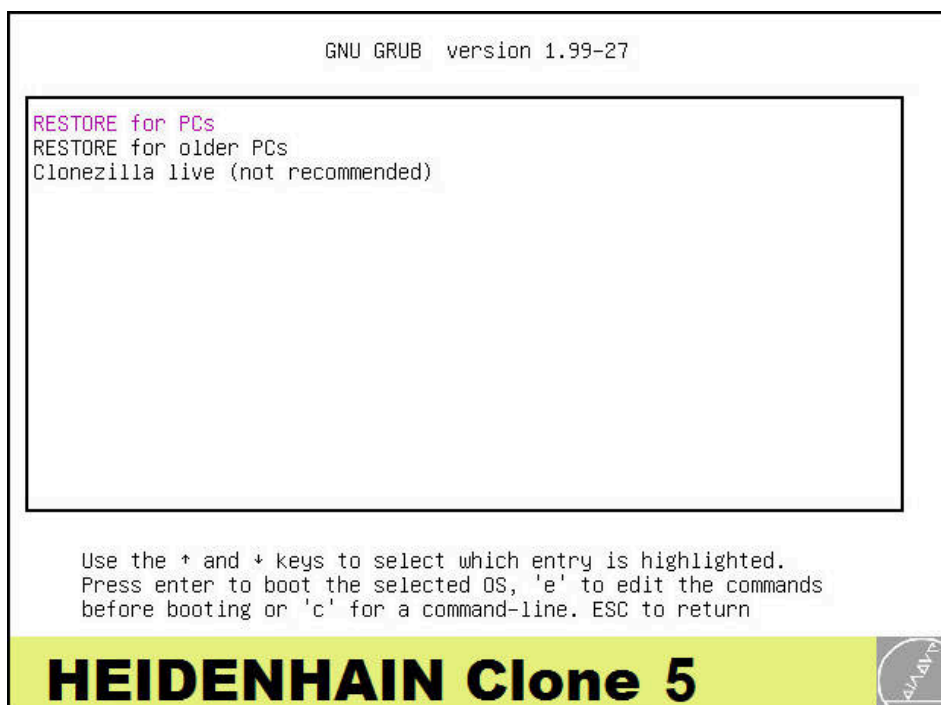 GNU GRUB version 1.99-27
RESTORE for PCs
RESTORE for older PCs
Clonezilla live (not recommended)
Use the ↑ and ↓ keys to select which entry is highlighted.
Press enter to boot the selected OS, 'e' to edit the commands
before booting or 'c' for a command-line. ESC to return
HEIDENHAIN Clone 5